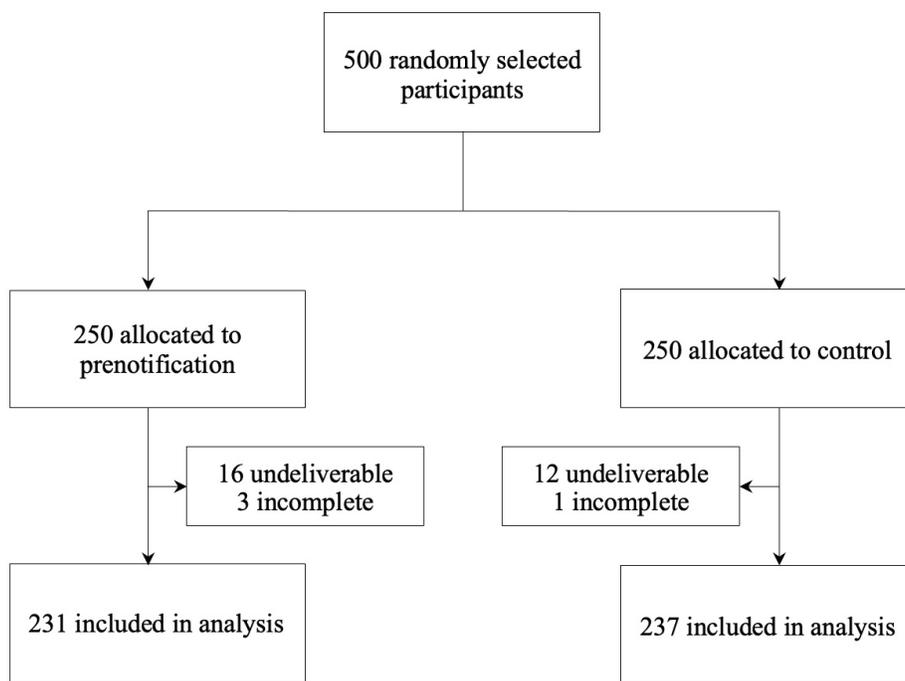 500 randomly selected
participants
250 allocated to
prenotification
250 allocated to control
16 undeliverable
3 incomplete
12 undeliverable
1 incomplete
231 included in analysis
237 included in analysis